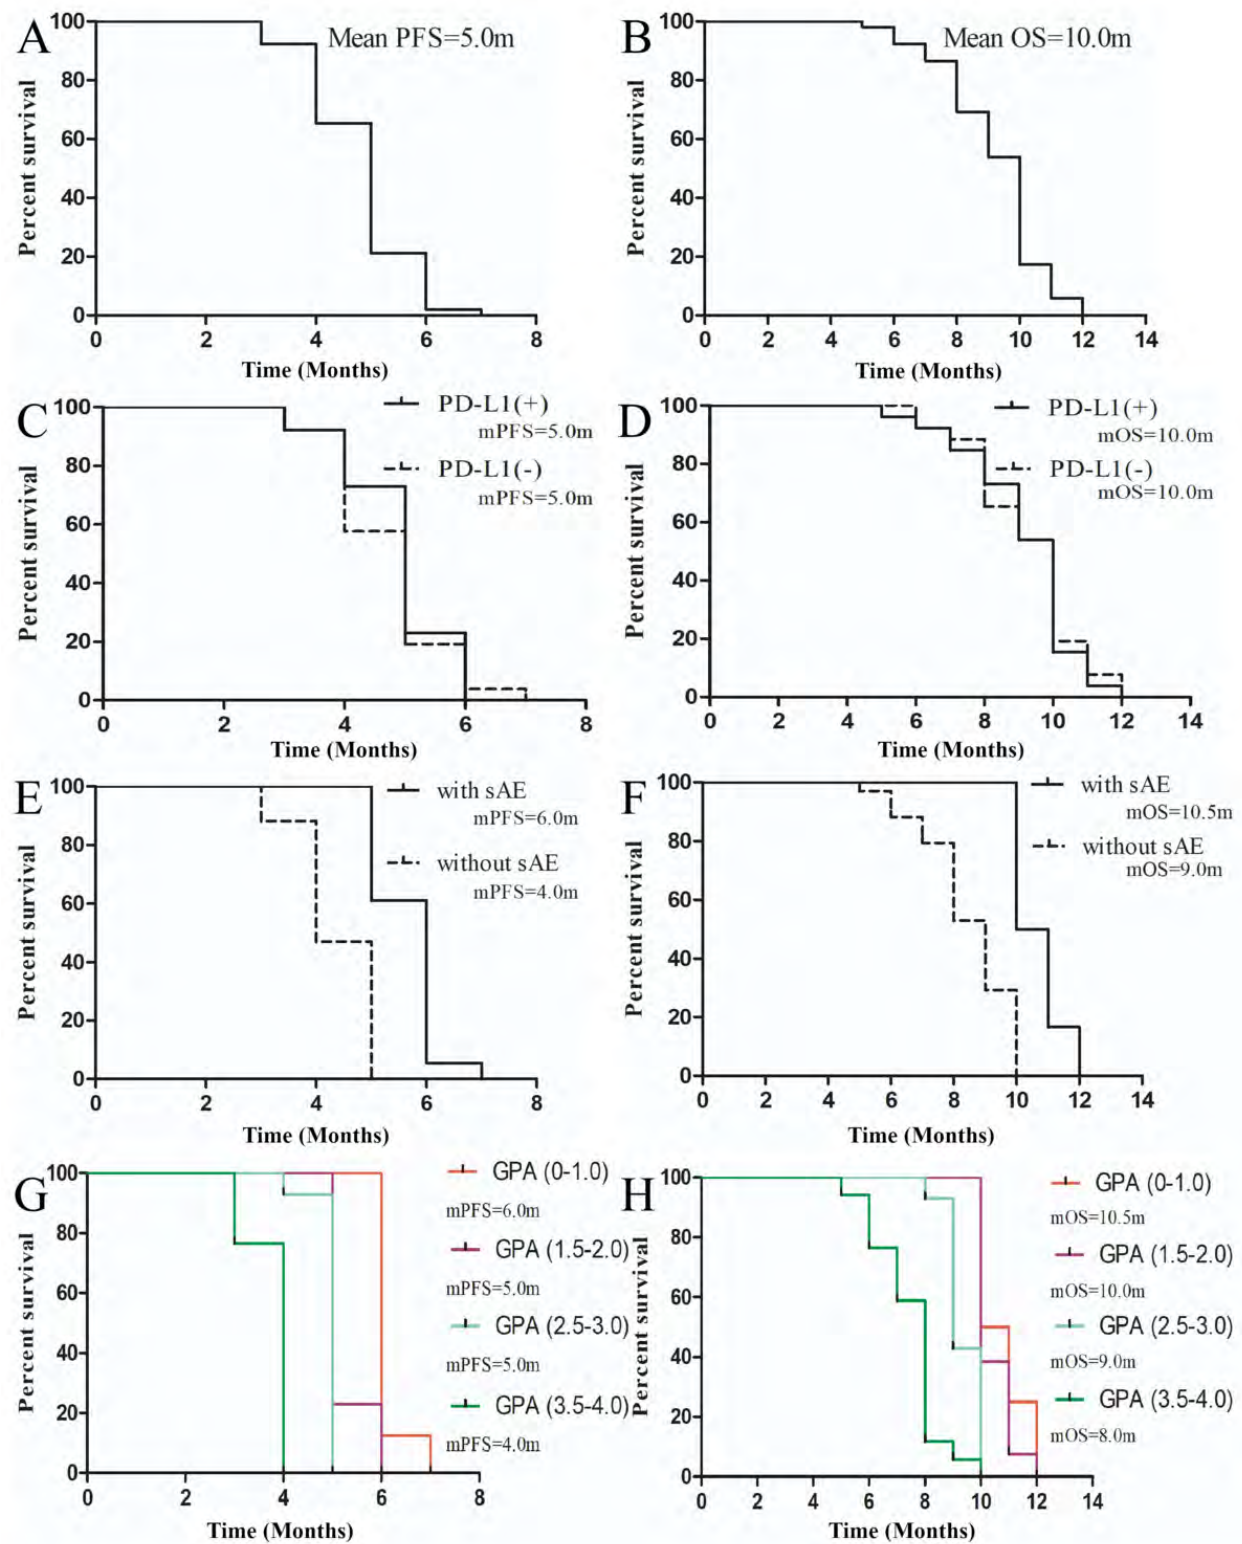 A
Mean PFS=5.0m
Percent survival
100
80
60
40
20
0
0 2 4 6 8
Time (Months)
B
Mean OS=10.0m
Percent survival
100
80
60
40
20
0
0 2 4 6 8 10 12 14
Time (Months)
C
PD-L1(+)
mPFS=5.0m
PD-L1(-)
mPFS=5.0m
Percent survival
100
80
60
40
20
0
0 2 4 6 8
Time (Months)
D
PD-L1(+)
mOS=10.0m
PD-L1(-)
mOS=10.0m
Percent survival
100
80
60
40
20
0
0 2 4 6 8 10 12 14
Time (Months)
E
with sAE
mPFS=6.0m
without sAE
mPFS=4.0m
Percent survival
100
80
60
40
20
0
0 2 4 6 8
Time (Months)
F
with sAE
mOS=10.5m
without sAE
mOS=9.0m
Percent survival
100
80
60
40
20
0
0 2 4 6 8 10 12 14
Time (Months)
G
GPA (0-1.0)
mPFS=6.0m
GPA (1.5-2.0)
mPFS=5.0m
GPA (2.5-3.0)
mPFS=5.0m
GPA (3.5-4.0)
mPFS=4.0m
Percent survival
100
80
60
40
20
0
0 2 4 6 8
Time (Months)
H
GPA (0-1.0)
mOS=10.5m
GPA (1.5-2.0)
mOS=10.0m
GPA (2.5-3.0)
mOS=9.0m
GPA (3.5-4.0)
mOS=8.0m
Percent survival
100
80
60
40
20
0
0 2 4 6 8 10 12 14
Time (Months)